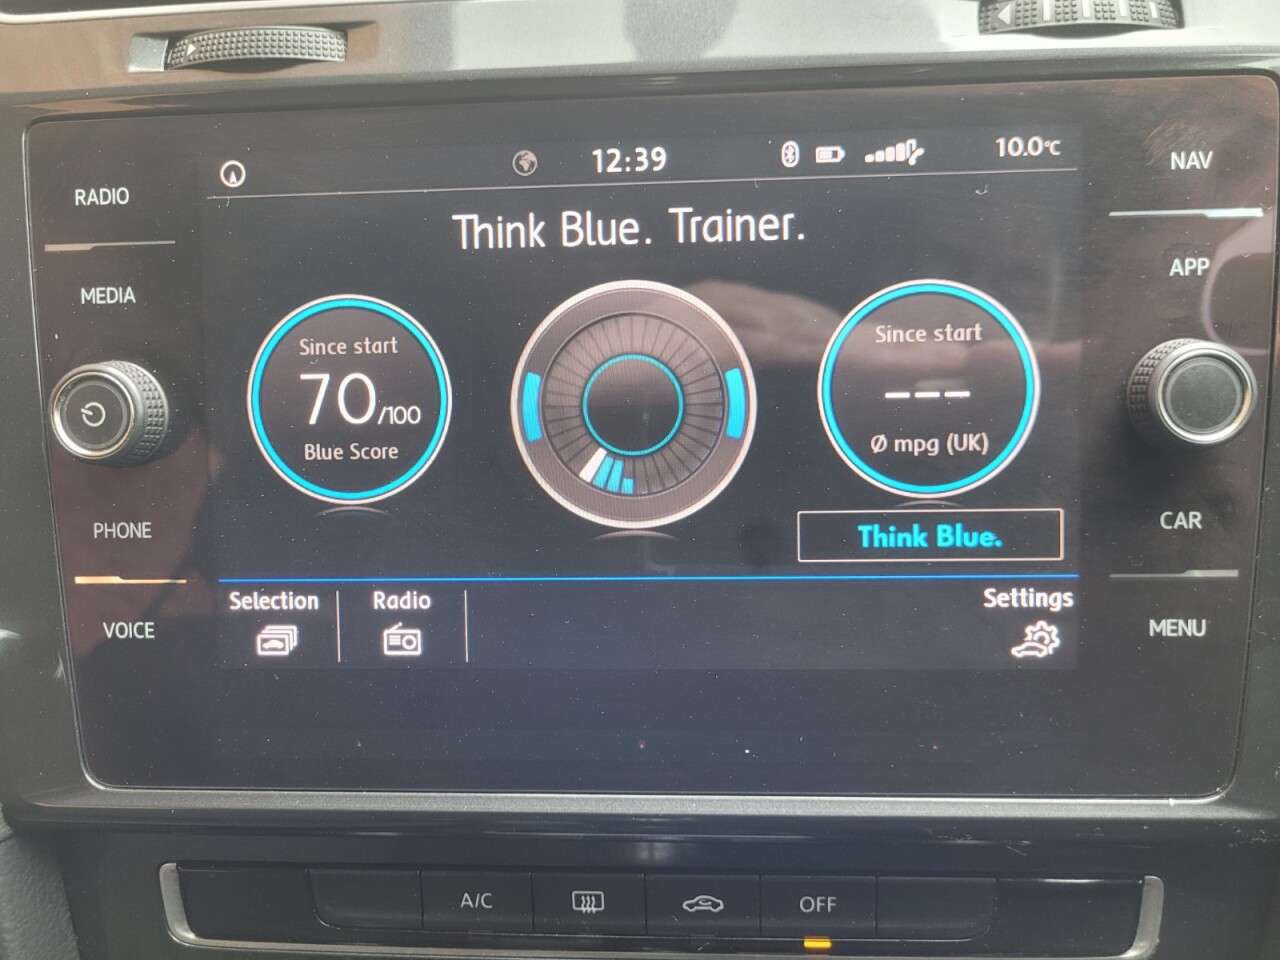 12:39
10.0°C
RADIO
MEDIA
PHONE
VOICE
Think Blue. Trainer.
Since start
70/100
Blue Score
Since start
---
Ø mpg (UK)
Think Blue.
Selection
Radio
Settings
NAV
APP
CAR
MENU
A/C
OFF